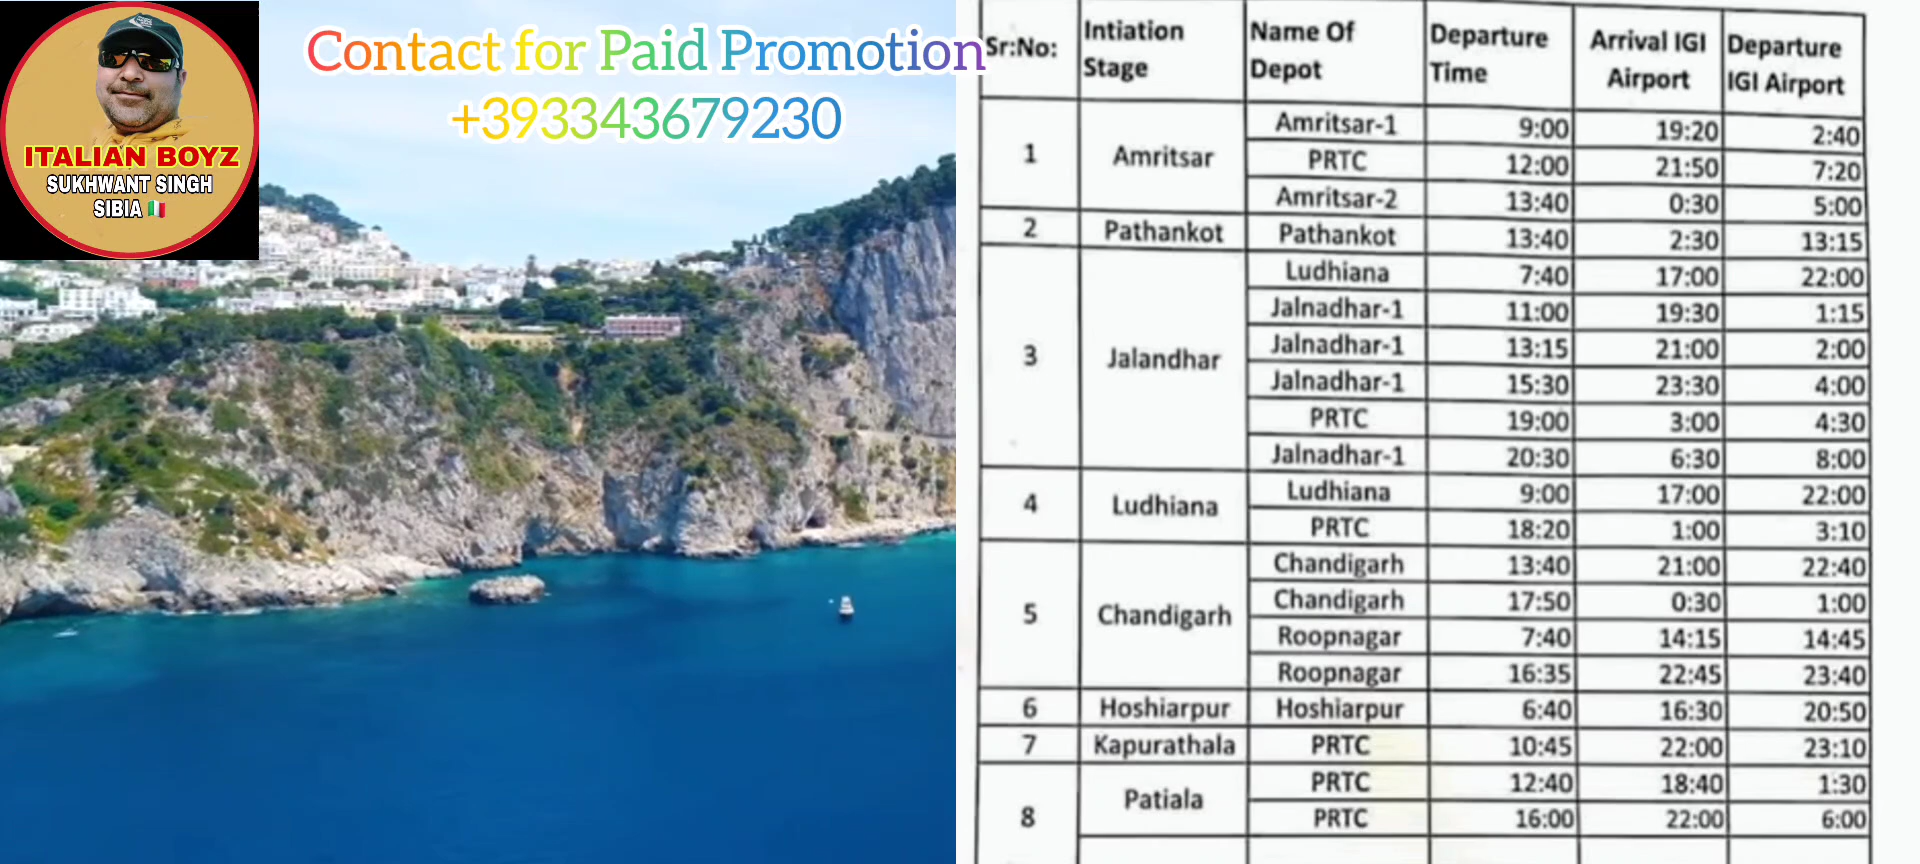 ITALIAN BOYZ
SUKHWANT SINGH
SIBIA
Contact for Paid Promotion
+393343679230
Sr:No: Intiation Stage Name Of Depot Departure Time Arrival IGI Airport Departure IGI Airport
1 Amritsar Amritsar-1 9:00 19:20 2:40
PRTC 12:00 21:50 7:20
Amritsar-2 13:40 0:30 5:00
2 Pathankot Pathankot 13:40 2:30 13:15
3 Jalandhar Ludhiana 7:40 17:00 22:00
Jalnadhar-1 11:00 19:30 1:15
Jalnadhar-1 13:15 21:00 2:00
Jalnadhar-1 15:30 23:30 4:00
PRTC 19:00 3:00 4:30
Jalnadhar-1 20:30 6:30 8:00
4 Ludhiana Ludhiana 9:00 17:00 22:00
PRTC 18:20 1:00 3:10
5 Chandigarh Chandigarh 13:40 21:00 22:40
Chandigarh 17:50 0:30 1:00
Roopnagar 7:40 14:15 14:45
Roopnagar 16:35 22:45 23:40
6 Hoshiarpur Hoshiarpur 6:40 16:30 20:50
7 Kapurathala PRTC 10:45 22:00 23:10
8 Patiala PRTC 12:40 18:40 1:30
PRTC 16:00 22:00 6:00